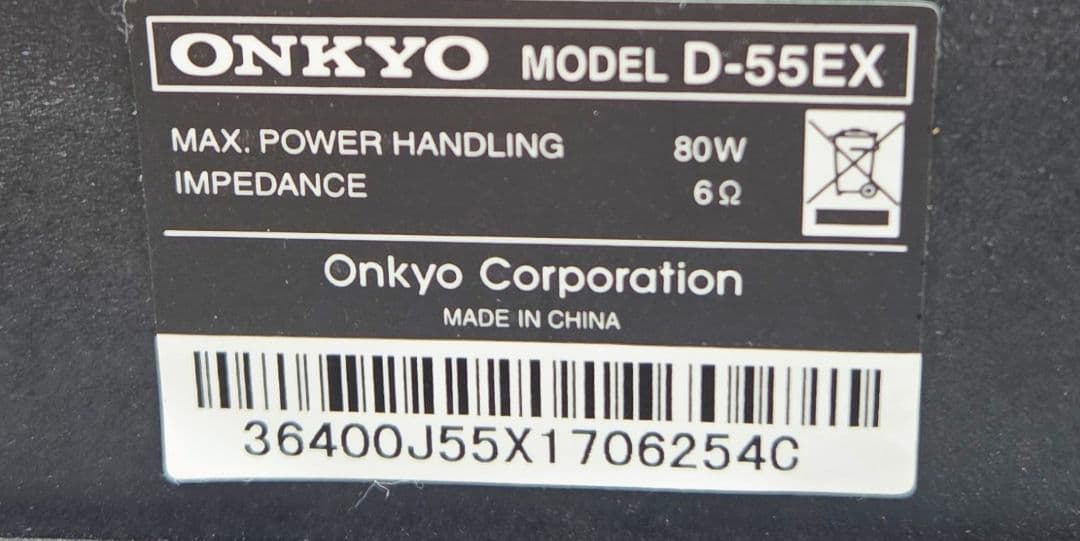 ONKYO MODEL D-55EX
MAX. POWER HANDLING 80W
IMPEDANCE 6Ω
Onkyo Corporation
MADE IN CHINA
36400J55X1706254C